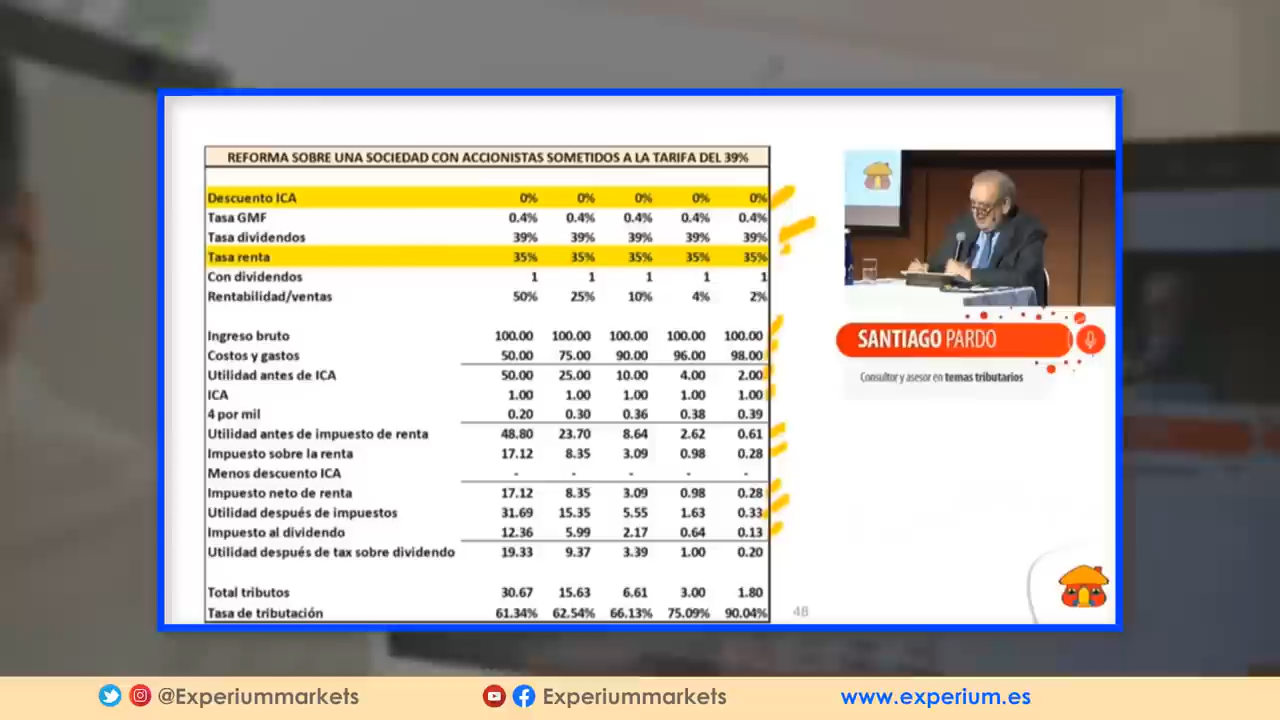 REFORMA SOBRE UNA SOCIEDAD CON ACCIONISTAS SOMETIDOS A LA TARIFA DEL 39%
Descuento ICA 0% 0% 0% 0% 0%
Tasa GMF 0.4% 0.4% 0.4% 0.4% 0.4%
Tasa dividendos 39% 39% 39% 39% 39%
Tasa renta 35% 35% 35% 35% 35%
Con dividendos 1 1 1 1 1
Rentabilidad/ventas 50% 25% 10% 4% 2%
Ingreso bruto 100.00 100.00 100.00 100.00 100.00
Costos y gastos 50.00 75.00 90.00 96.00 98.00
Utilidad antes de ICA 50.00 25.00 10.00 4.00 2.00
ICA 1.00 1.00 1.00 1.00 1.00
4 por mil 0.20 0.30 0.36 0.38 0.39
Utilidad antes de impuesto de renta 48.80 23.70 8.64 2.62 0.61
Impuesto sobre la renta 17.12 8.35 3.09 0.98 0.28
Menos descuento ICA - - - - -
Impuesto neto de renta 17.12 8.35 3.09 0.98 0.28
Utilidad después de impuestos 31.69 15.35 5.55 1.63 0.33
Impuesto al dividendo 12.36 5.99 2.17 0.64 0.13
Utilidad después de tax sobre dividendo 19.33 9.37 3.39 1.00 0.20
Total tributos 30.67 15.63 6.61 3.00 1.80
Tasa de tributación 61.34% 62.54% 66.13% 75.09% 90.04%
48
SANTIAGO PARDO
Consultor y asesor en temas tributarios
@Experiummarkets
Experiummarkets
www.experium.es